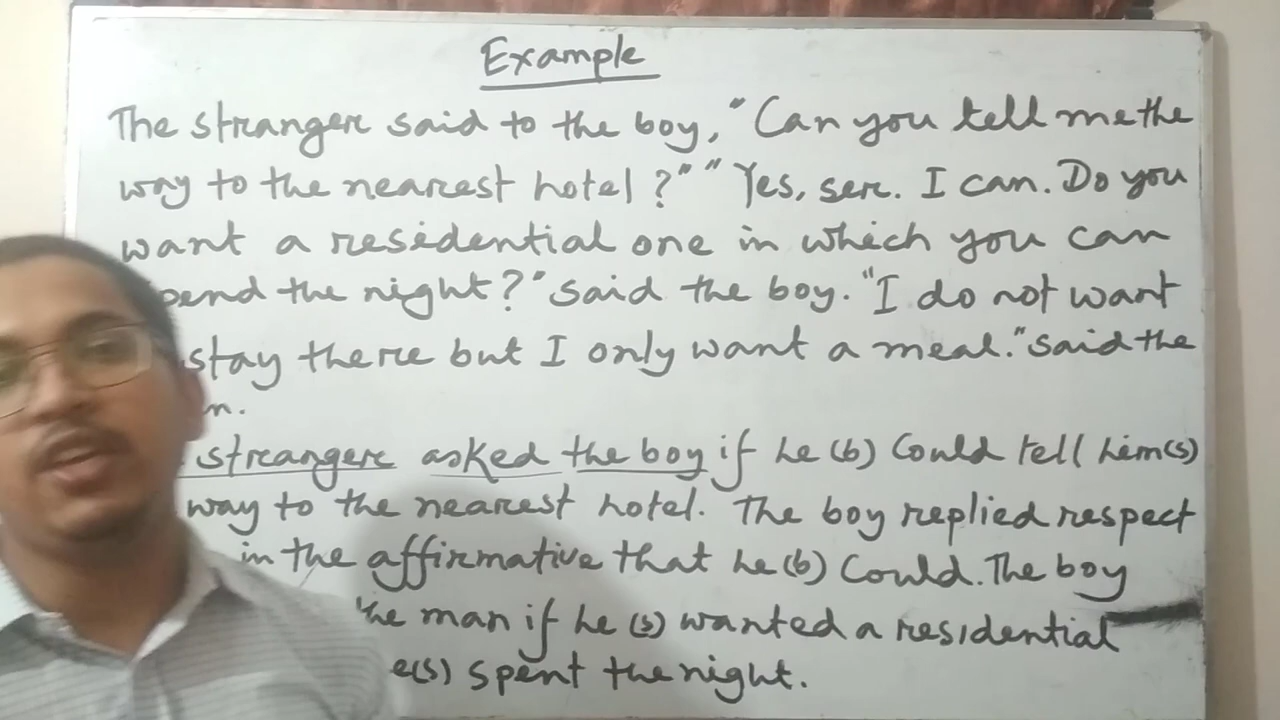 Example
The stranger said to the boy, "Can you tell me the
way to the nearest hotel?" "Yes, ser. I can. Do you
want a residential one in which you can
pend the night?" said the boy. "I do not want
stay there but I only want a meal." said the
n.
stranger asked the boy if he (b) Could tell him(s)
way to the nearest hotel. The boy replied respect
in the affirmative that he (b) Could. The boy
the man if he (s) wanted a residential
e(s) spent the night.